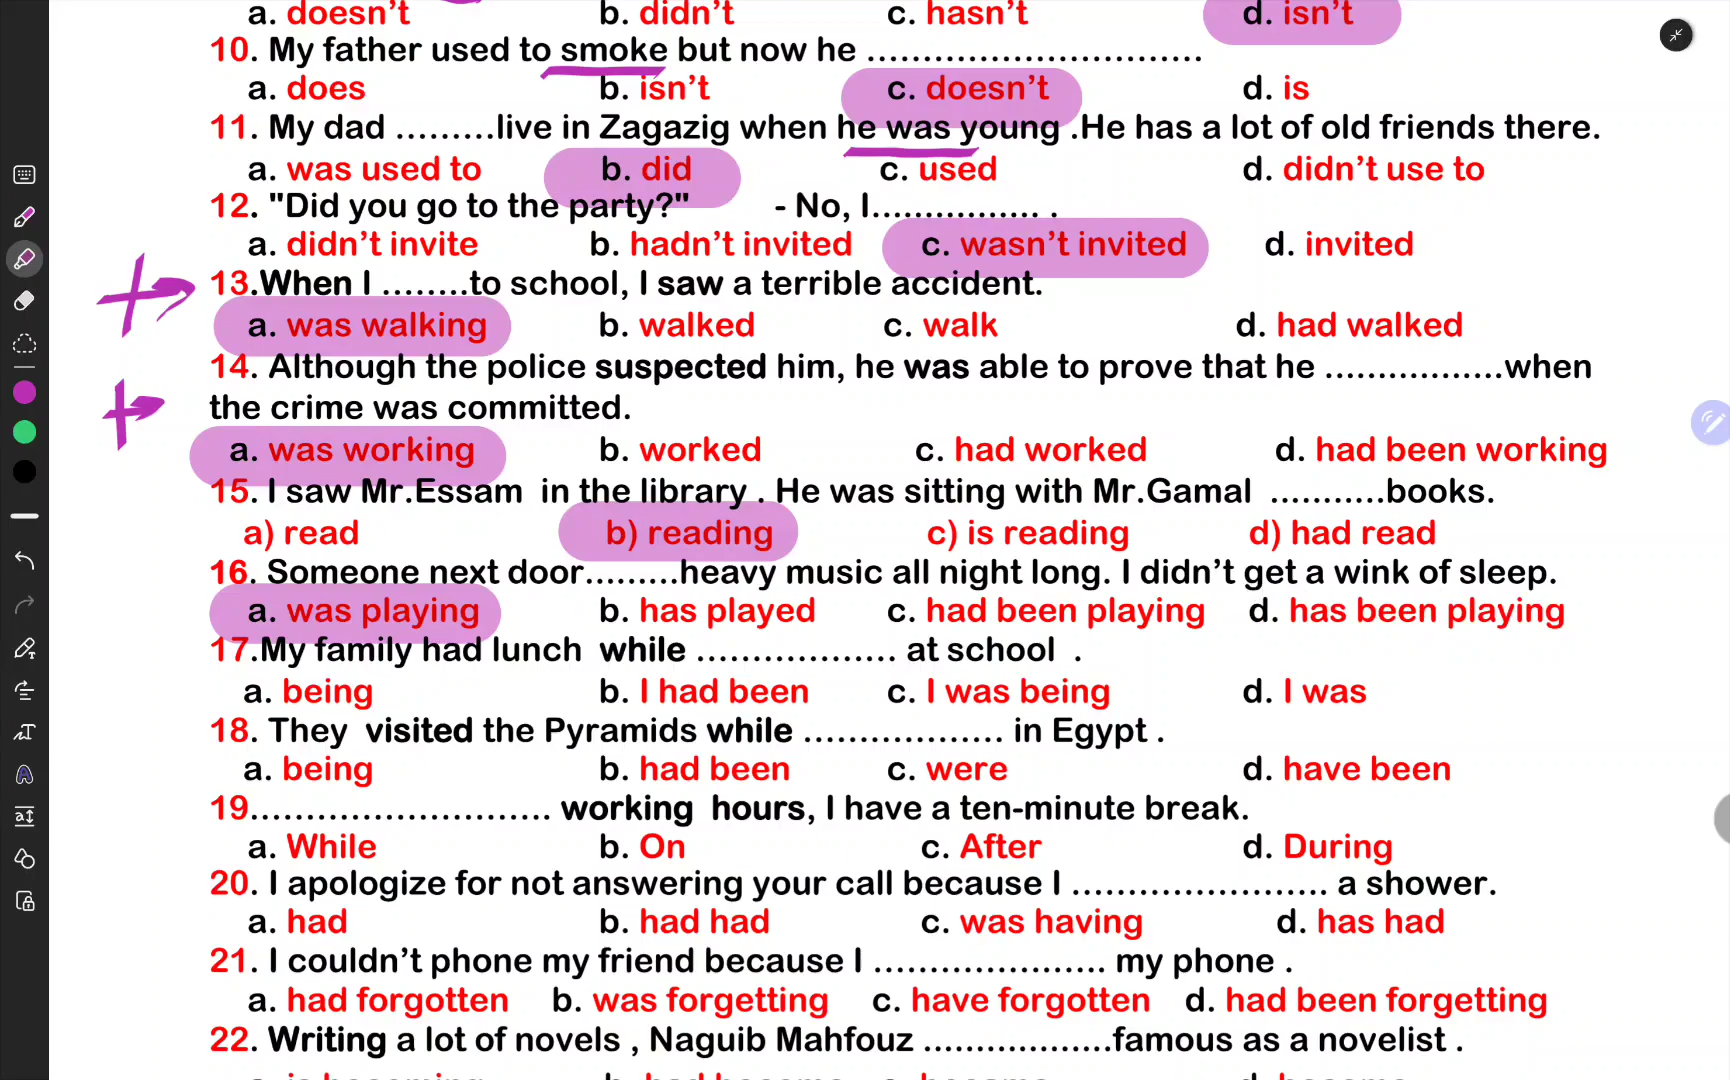 a. doesn't b. didn't c. hasn't d. isn't
10. My father used to smoke but now he ..............................
a. does b. isn't c. doesn't d. is
11. My dad .........live in Zagazig when he was young .He has a lot of old friends there.
a. was used to b. did c. used d. didn't use to
12. "Did you go to the party?" - No, I............... .
a. didn't invite b. hadn't invited c. wasn't invited d. invited
13.When I ........to school, I saw a terrible accident.
a. was walking b. walked c. walk d. had walked
14. Although the police suspected him, he was able to prove that he ................when
the crime was committed.
a. was working b. worked c. had worked d. had been working
15. I saw Mr.Essam in the library . He was sitting with Mr.Gamal ...........books.
a) read b) reading c) is reading d) had read
16. Someone next door.........heavy music all night long. I didn't get a wink of sleep.
a. was playing b. has played c. had been playing d. has been playing
17.My family had lunch while .................. at school .
a. being b. I had been c. I was being d. I was
18. They visited the Pyramids while .................. in Egypt .
a. being b. had been c. were d. have been
19........................... working hours, I have a ten-minute break.
a. While b. On c. After d. During
20. I apologize for not answering your call because I ....................... a shower.
a. had b. had had c. was having d. has had
21. I couldn't phone my friend because I ..................... my phone .
a. had forgotten b. was forgetting c. have forgotten d. had been forgetting
22. Writing a lot of novels , Naguib Mahfouz .................famous as a novelist .